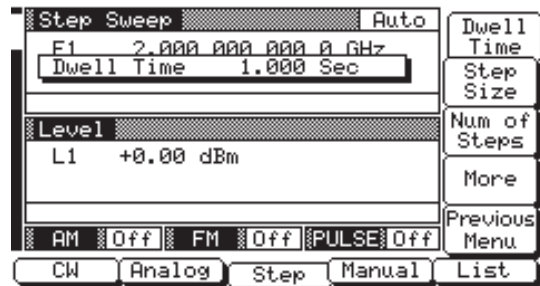 Step Sweep Auto
F1 2.000 000 000 0 GHz
Dwell Time 1.000 Sec
Level
L1 +0.00 dBm
AM Off FM Off PULSE Off
Dwell Time
Step Size
Num of Steps
More
Previous Menu
CW Analog Step Manual List